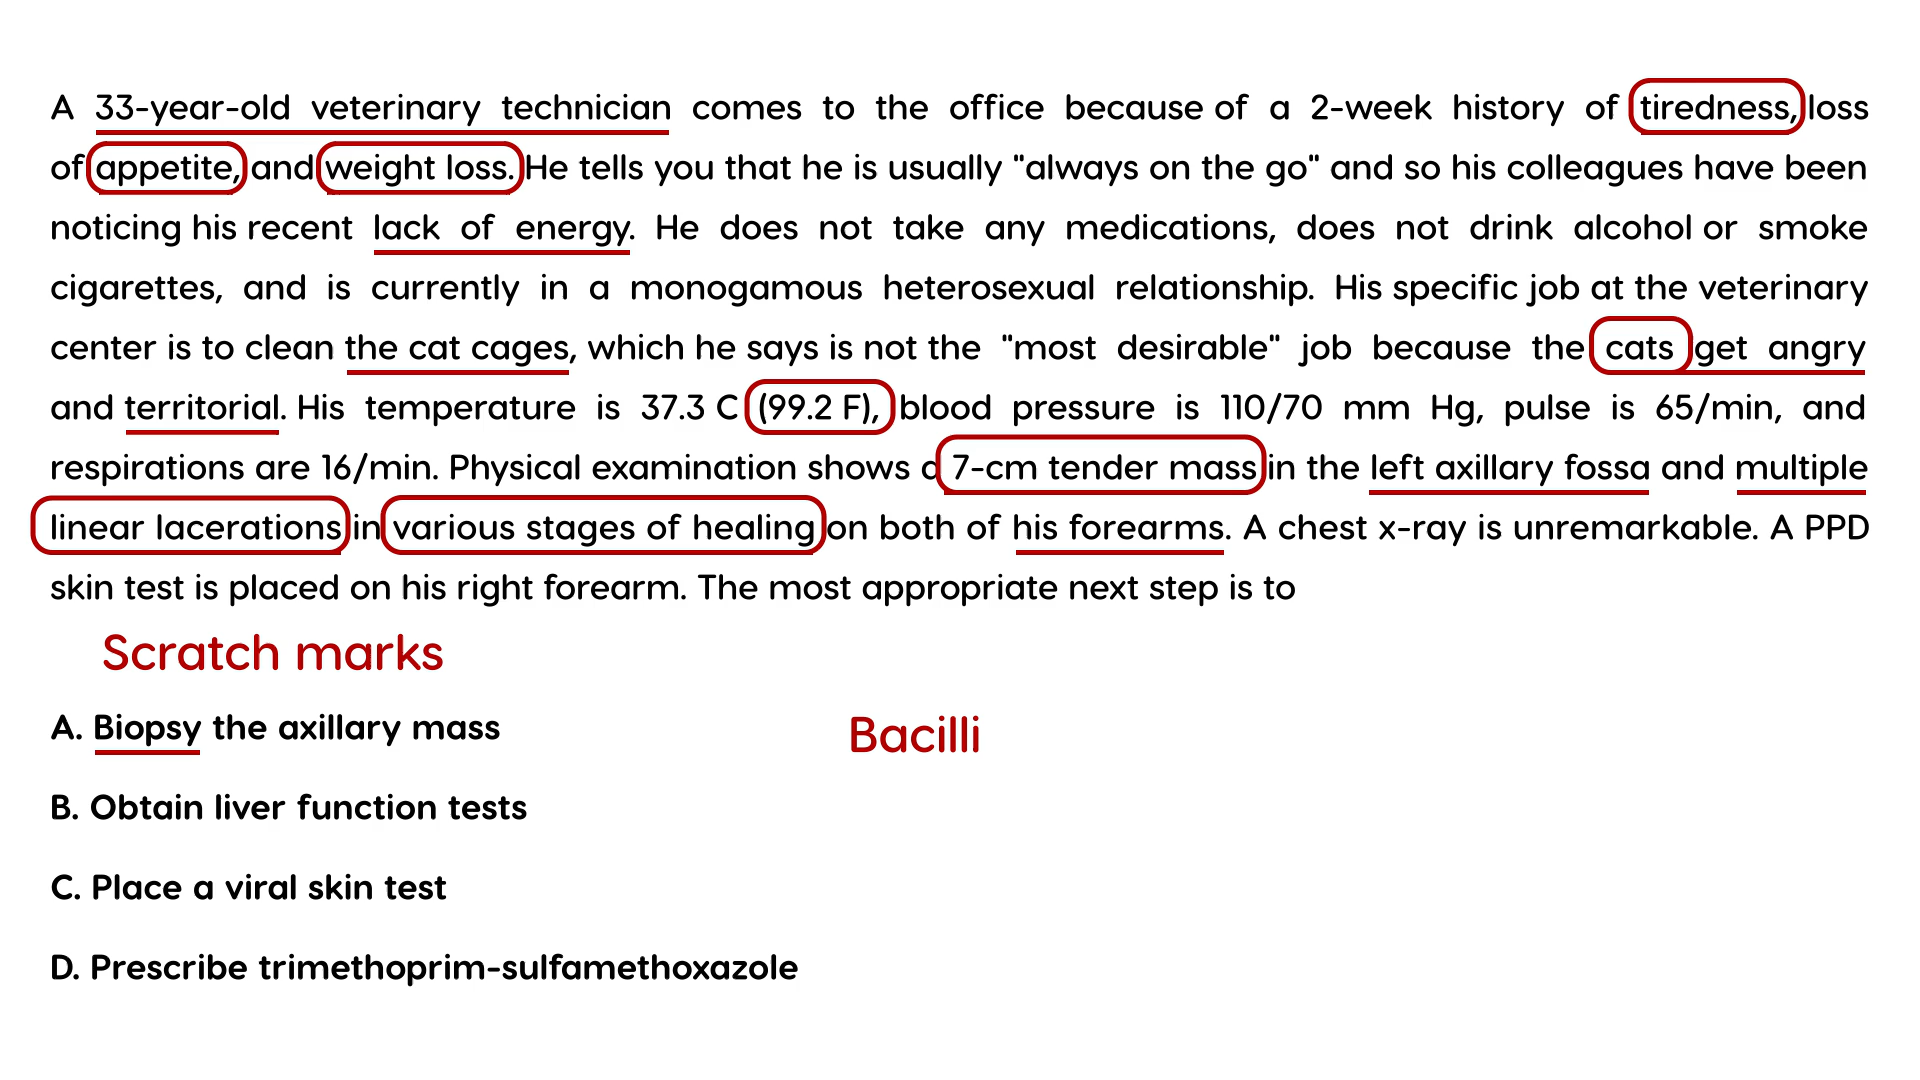 A 33-year-old veterinary technician comes to the office because of a 2-week history of tiredness, loss
of appetite, and weight loss. He tells you that he is usually "always on the go" and so his colleagues have been
noticing his recent lack of energy. He does not take any medications, does not drink alcohol or smoke
cigarettes, and is currently in a monogamous heterosexual relationship. His specific job at the veterinary
center is to clean the cat cages, which he says is not the "most desirable" job because the cats get angry
and territorial. His temperature is 37.3 C (99.2 F), blood pressure is 110/70 mm Hg, pulse is 65/min, and
respirations are 16/min. Physical examination shows a 7-cm tender mass in the left axillary fossa and multiple
linear lacerations in various stages of healing on both of his forearms. A chest x-ray is unremarkable. A PPD
skin test is placed on his right forearm. The most appropriate next step is to
Scratch marks
A. Biopsy the axillary mass
Bacilli
B. Obtain liver function tests
C. Place a viral skin test
D. Prescribe trimethoprim-sulfamethoxazole